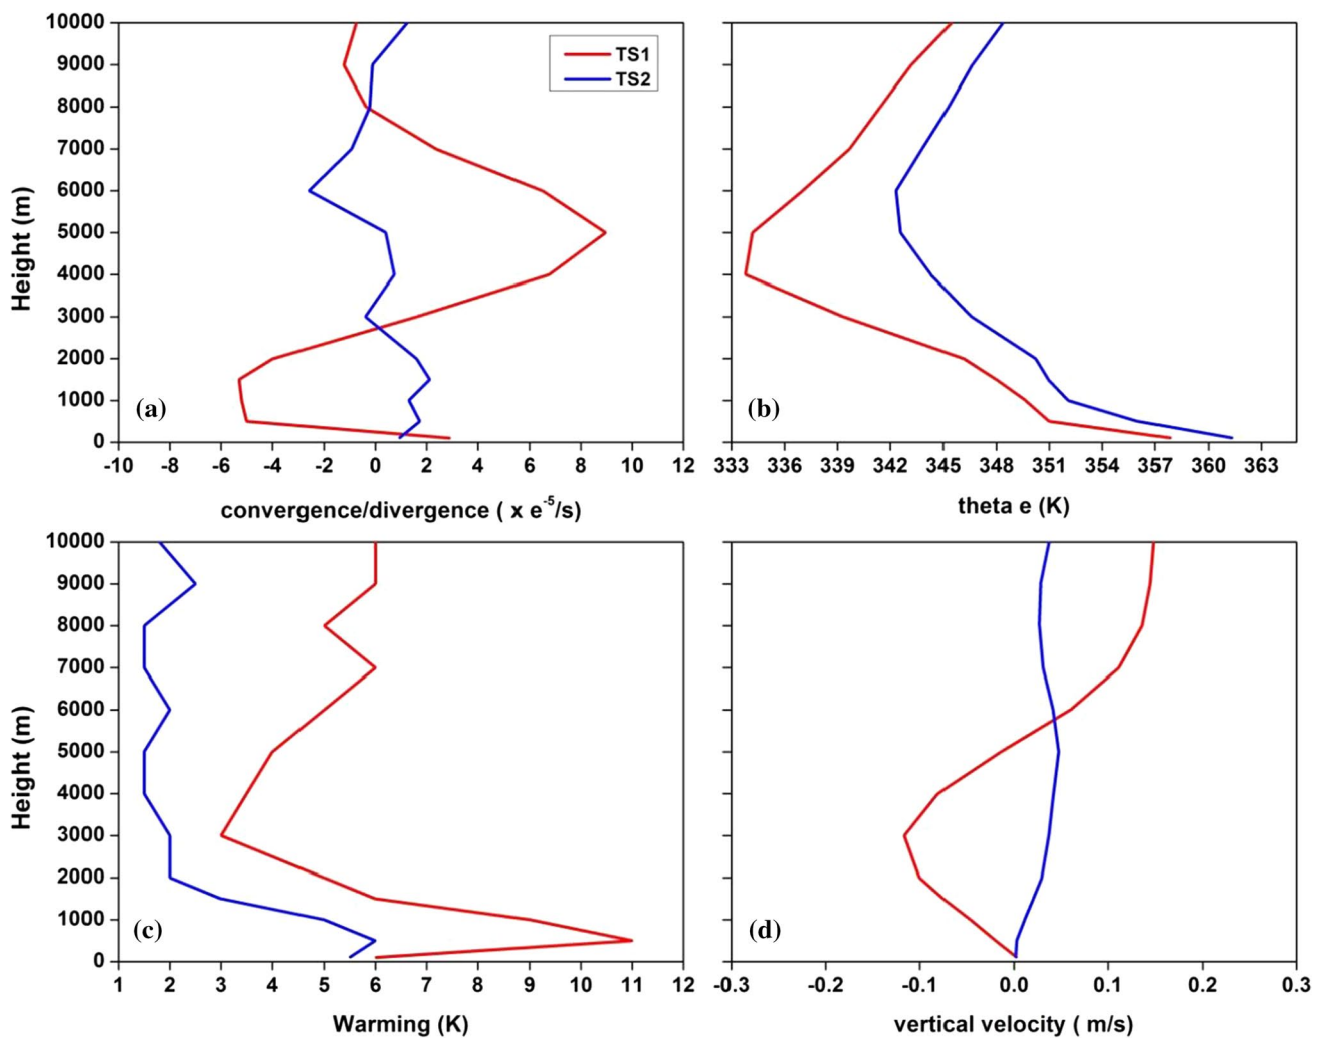 10000
9000
8000
7000
6000
5000
4000
3000
2000
1000
0
Height (m)
TS1
TS2
(a)
-10 -8 -6 -4 -2 0 2 4 6 8 10 12
convergence/divergence ( x e-5/s)
(b)
333 336 339 342 345 348 351 354 357 360 363
theta e (K)
10000
9000
8000
7000
6000
5000
4000
3000
2000
1000
0
Height (m)
(c)
1 2 3 4 5 6 7 8 9 10 11 12
Warming (K)
(d)
-0.3 -0.2 -0.1 0.0 0.1 0.2 0.3
vertical velocity ( m/s)